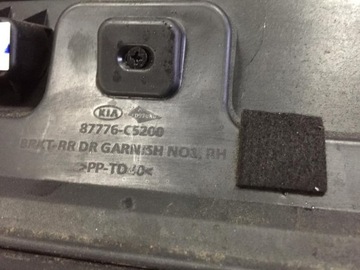 KIA
87776-C5200
BRKT-RR DR GARNISH NO3, RH
>PP-TD40<